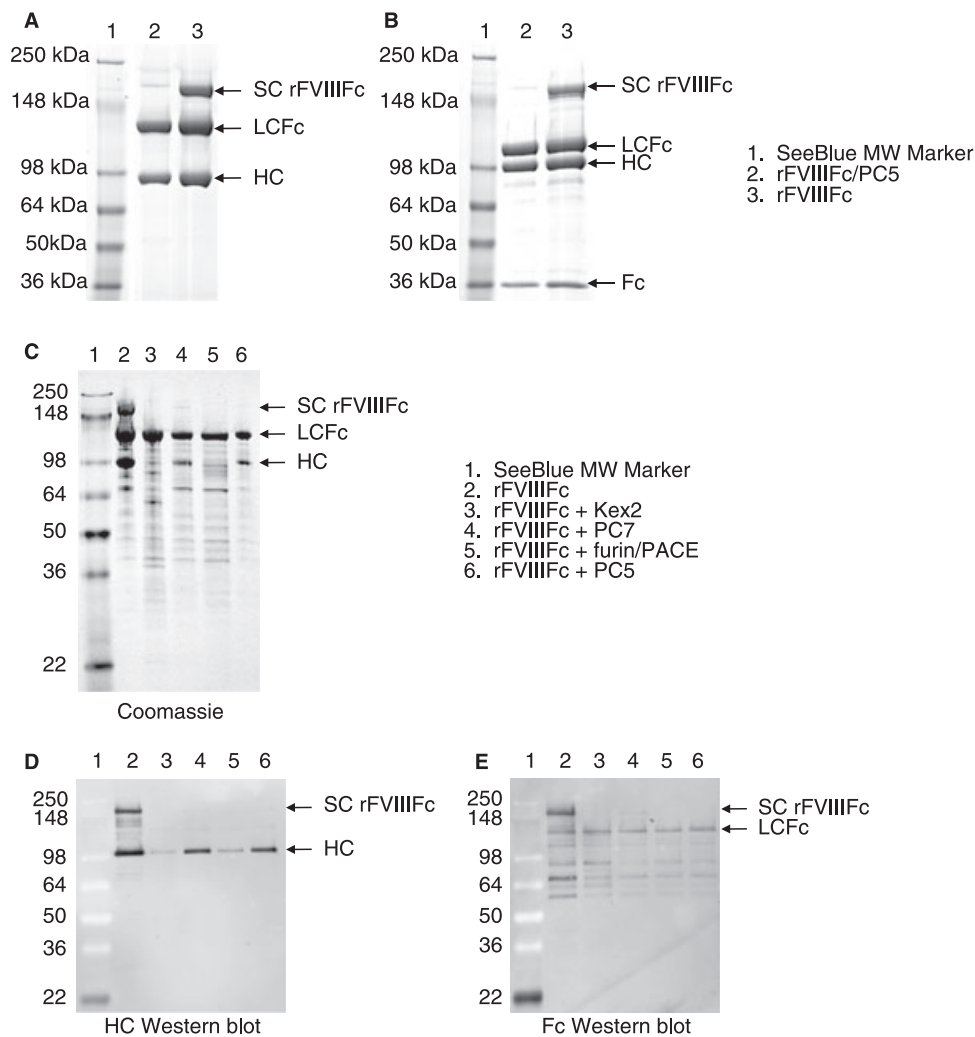 A
1 2 3
250 kDa
148 kDa
98 kDa
64 kDa
50kDa
36 kDa
SC rFVIIIFc
LCFc
HC
B
1 2 3
250 kDa
148 kDa
98 kDa
64 kDa
50 kDa
36 kDa
SC rFVIIIFc
LCFc
HC
Fc
1. SeeBlue MW Marker
2. rFVIIIFc/PC5
3. rFVIIIFc
C
1 2 3 4 5 6
250
148
98
64
50
36
22
SC rFVIIIFc
LCFc
HC
Coomassie
1. SeeBlue MW Marker
2. rFVIIIFc
3. rFVIIIFc + Kex2
4. rFVIIIFc + PC7
5. rFVIIIFc + furin/PACE
6. rFVIIIFc + PC5
D
1 2 3 4 5 6
250
148
98
64
50
36
22
SC rFVIIIFc
HC
HC Western blot
E
1 2 3 4 5 6
250
148
98
64
50
36
22
SC rFVIIIFc
LCFc
Fc Western blot